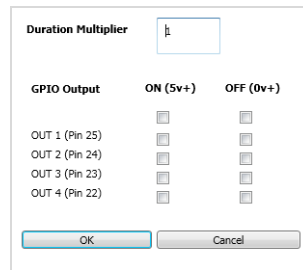 Duration Multiplier 1
GPIO Output ON (5v+) OFF (0v+)
OUT 1 (Pin 25)
OUT 2 (Pin 24)
OUT 3 (Pin 23)
OUT 4 (Pin 22)
OK Cancel